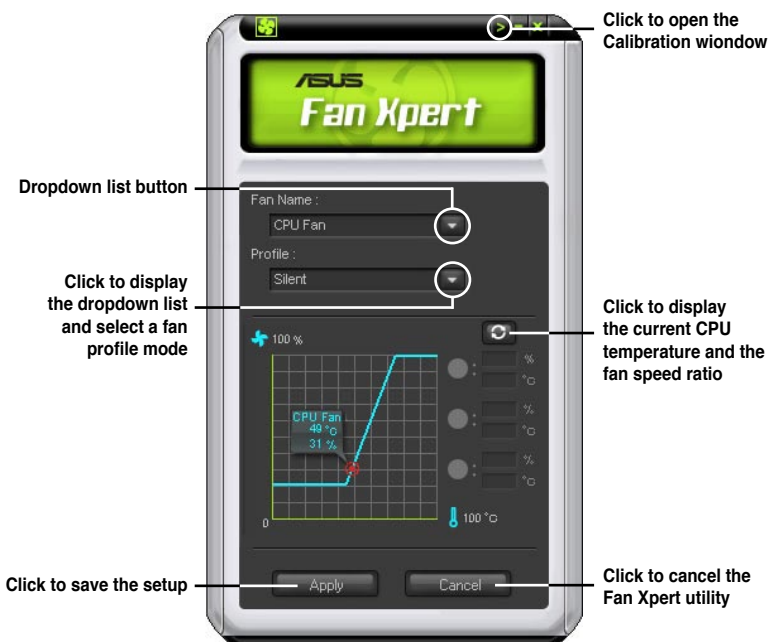 Click to open the
Calibration wiondow
ASUS
Fan Xpert
Dropdown list button
Fan Name :
CPU Fan
Profile :
Silent
Click to display
the dropdown list
and select a fan
profile mode
Click to display
the current CPU
temperature and the
fan speed ratio
100 %
: %
°C
: %
°C
: %
°C
CPU Fan
49 °C
31 %
0
100 °C
Click to save the setup
Apply
Cancel
Click to cancel the
Fan Xpert utility